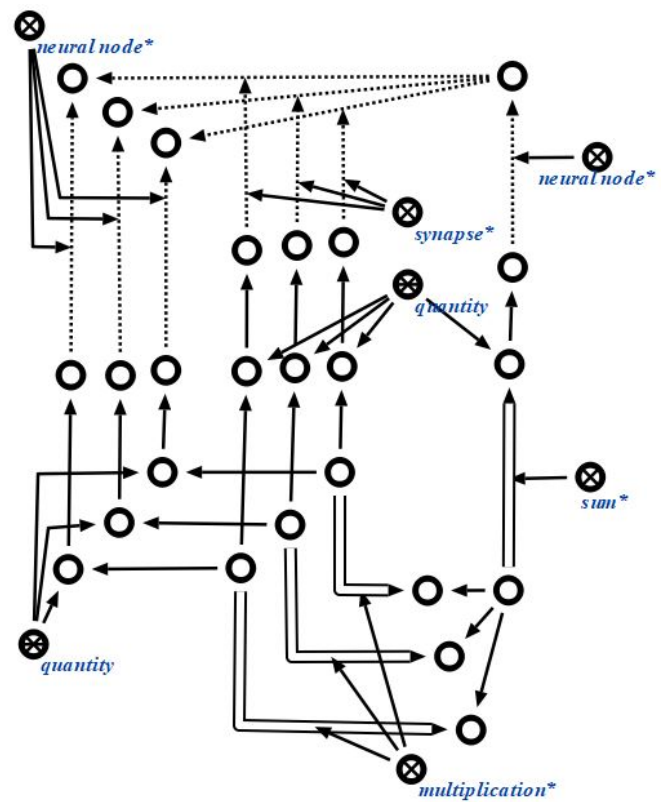 neural node*
neural node*
synapse*
quantity
sum*
quantity
multiplication*